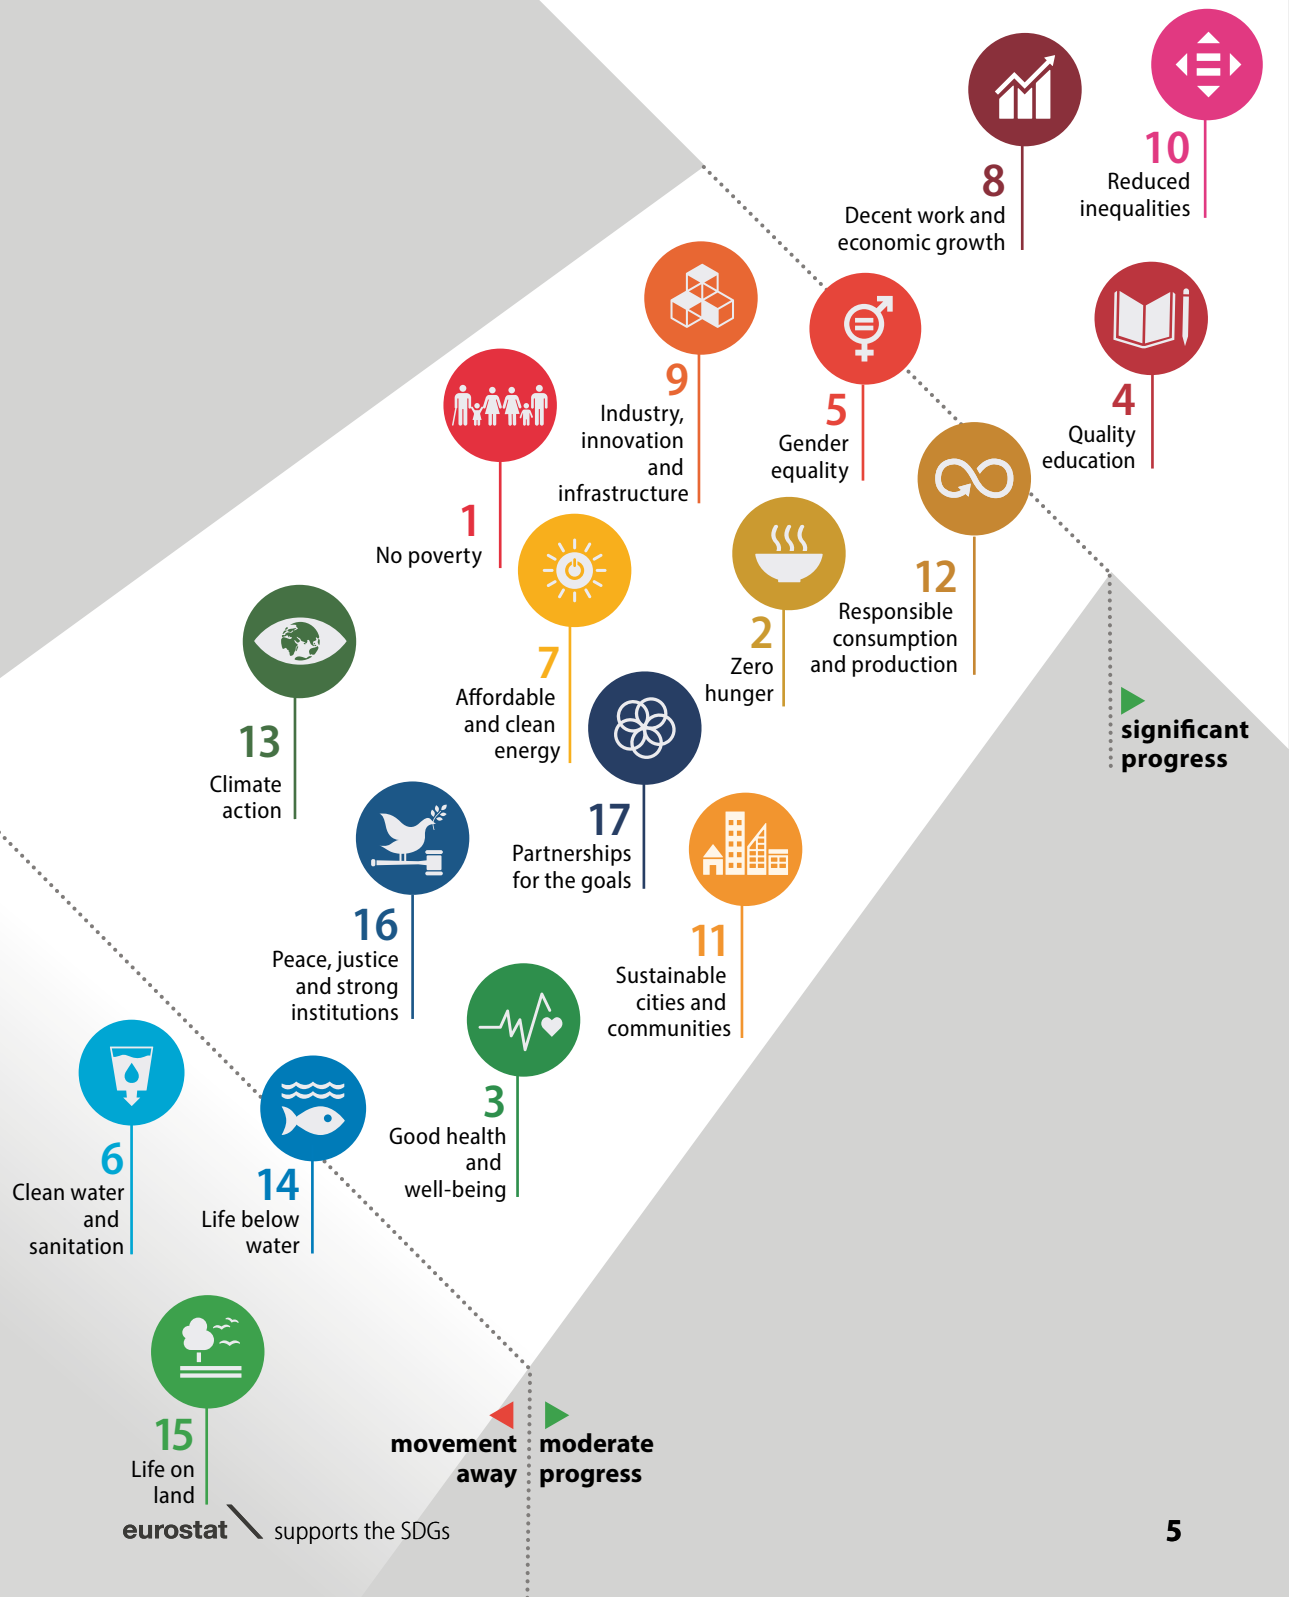 10
Reduced
inequalities
8
Decent work and
economic growth
4
Quality
education
9
Industry,
innovation
and
infrastructure
5
Gender
equality
1
No poverty
12
Responsible
consumption
and production
2
Zero
hunger
7
Affordable
and clean
energy
significant
progress
13
Climate
action
17
Partnerships
for the goals
16
Peace, justice
and strong
institutions
11
Sustainable
cities and
communities
3
Good health
and
well-being
6
Clean water
and
sanitation
14
Life below
water
15
Life on
land
movement
away
moderate
progress
eurostat supports the SDGs
5